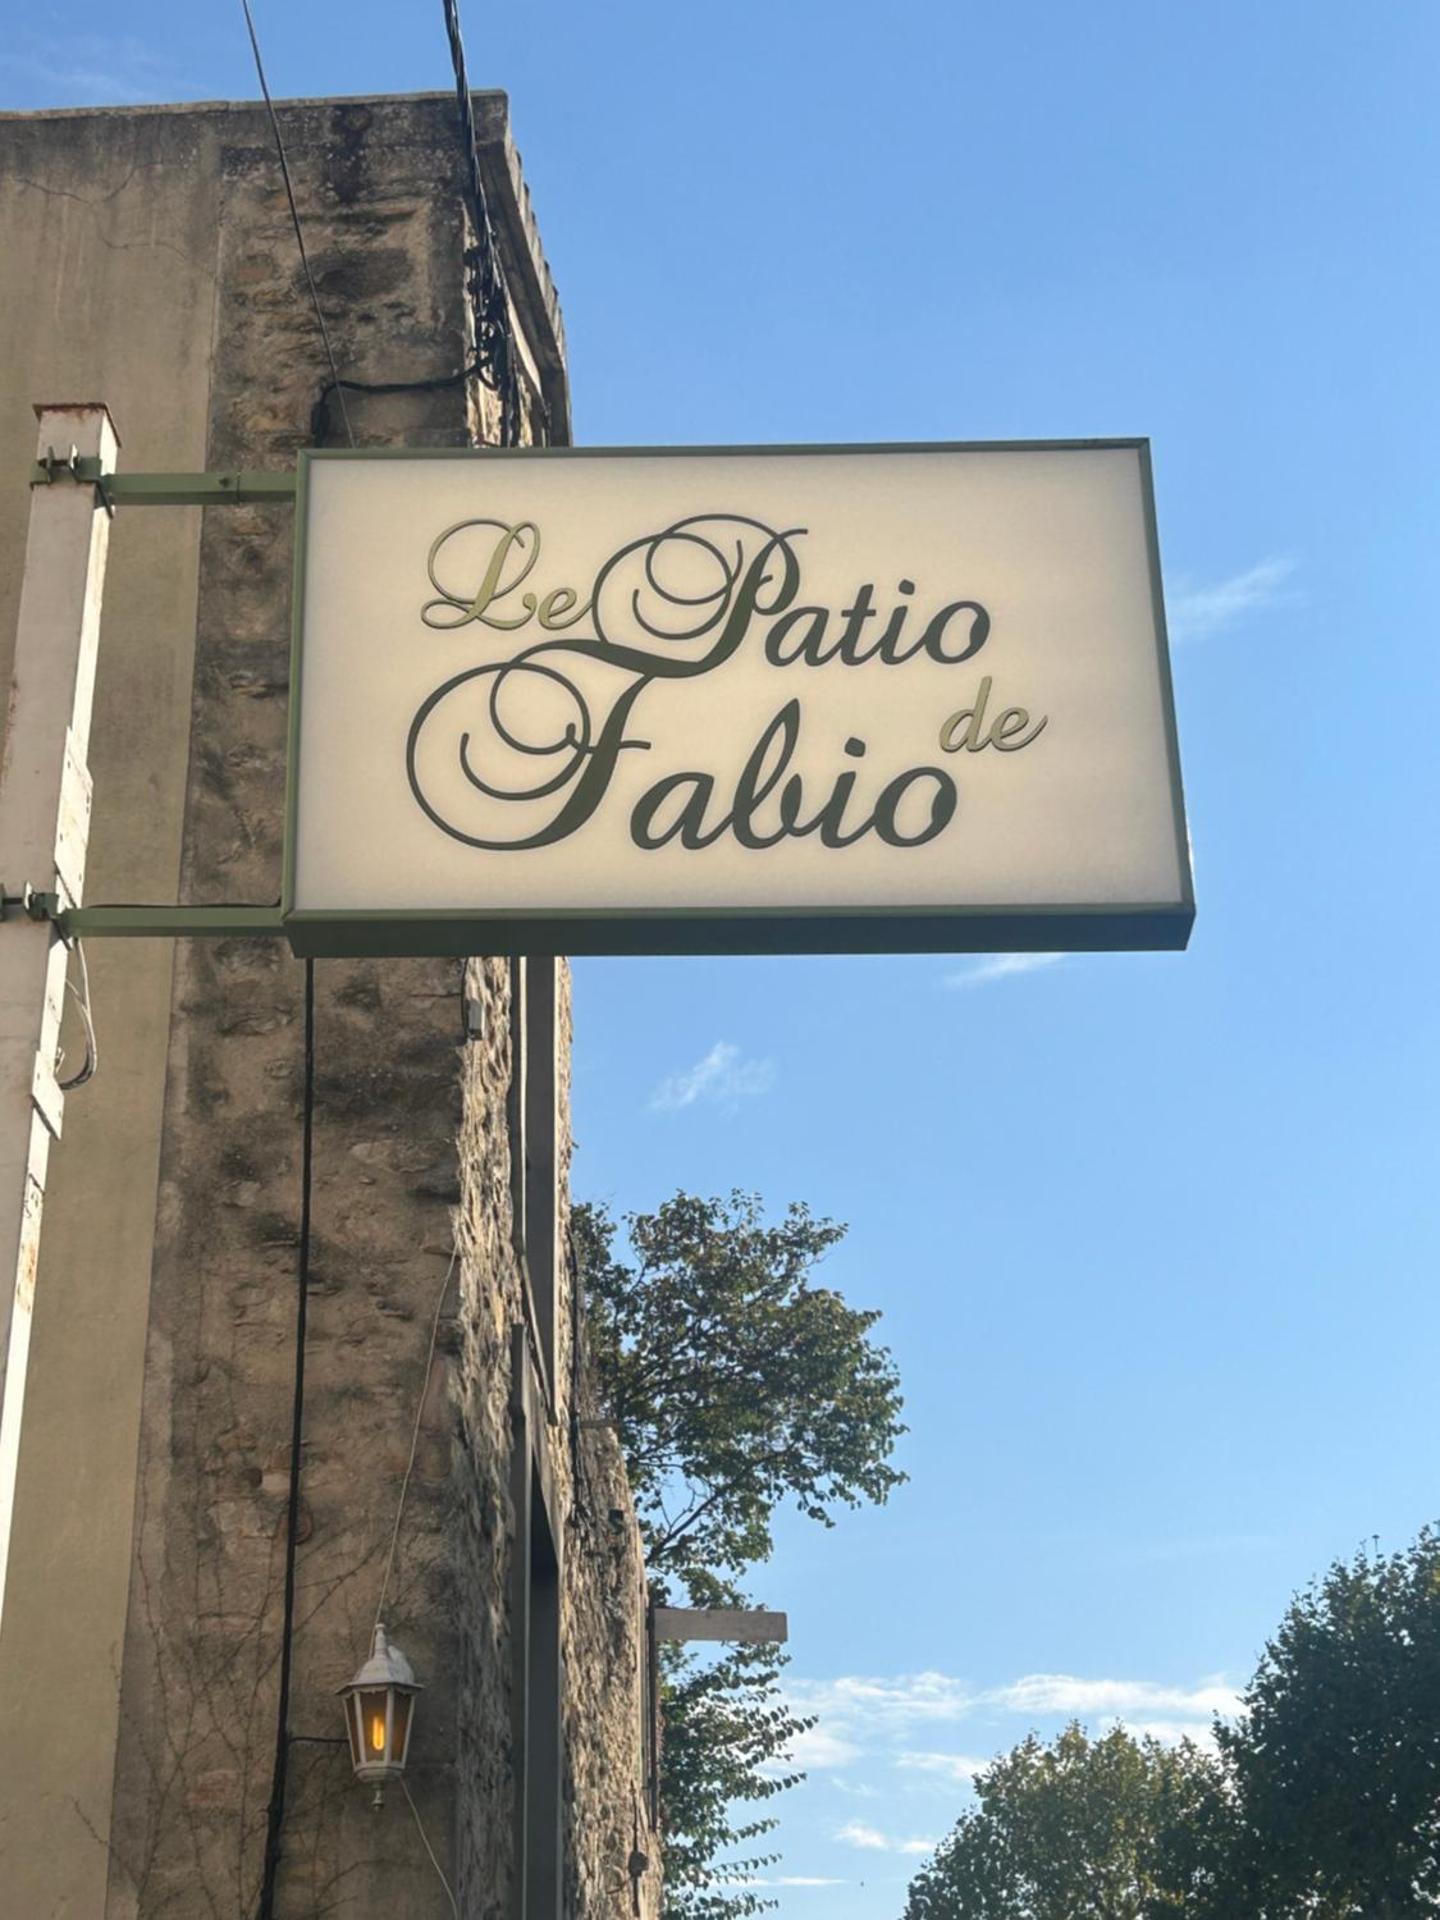 Le Patio
de
Fabio